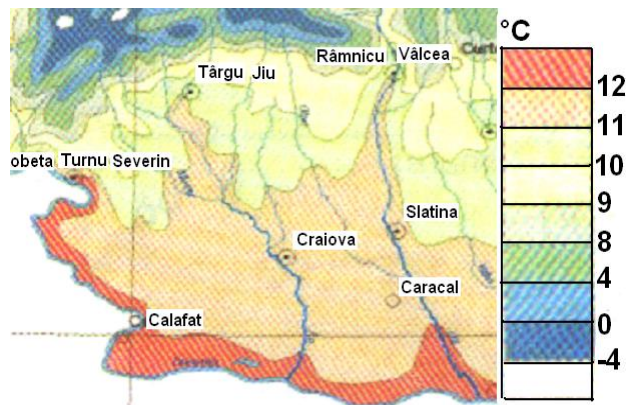 °C
Râmnicu Vâlcea
Târgu Jiu
12
11
10
9
8
4
0
-4
obeta Turnu Severin
Slatina
Craiova
Caracal
Calafat